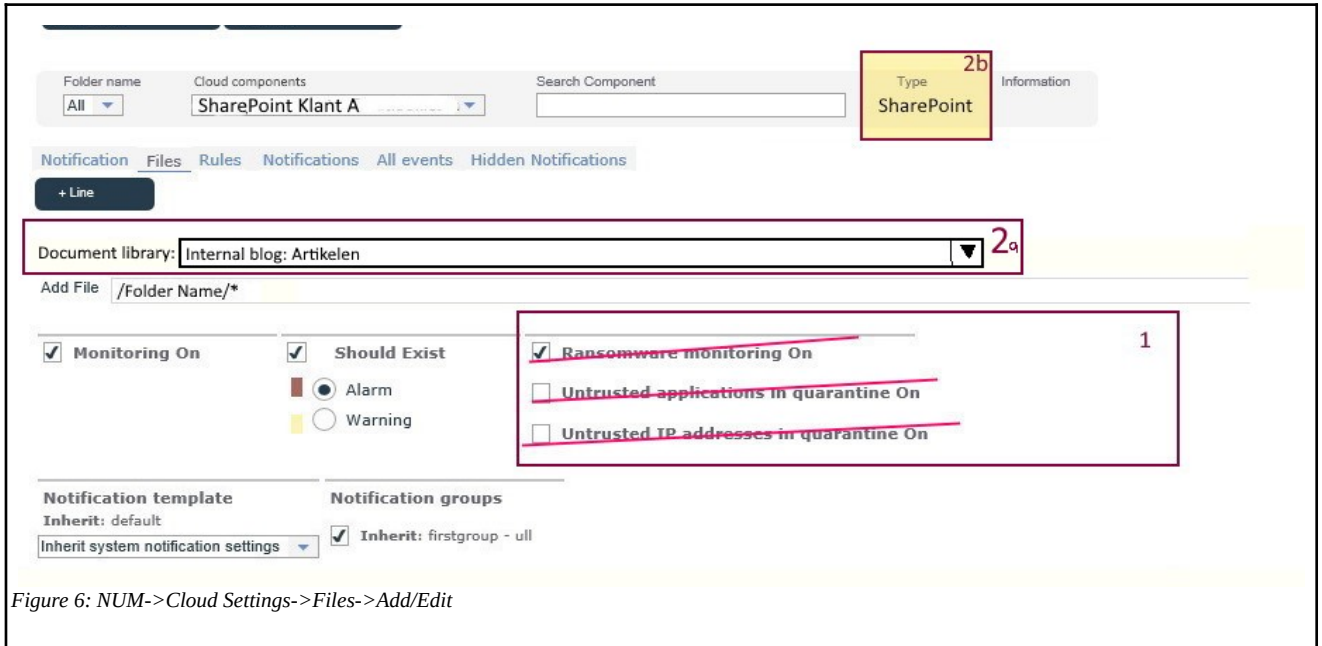 2b
Folder name Cloud components Search Component Type Information
All SharePoint Klant A SharePoint
Notification Files Rules Notifications All events Hidden Notifications
+ Line
Document library: Internal blog: Artikelen 2a
Add File /Folder Name/*
1
Monitoring On Should Exist Ransomware monitoring On
Alarm Untrusted applications in quarantine On
Warning Untrusted IP addresses in quarantine On
Notification template Notification groups
Inherit: default
Inherit: firstgroup - ull
Inherit system notification settings
Figure 6: NUM->Cloud Settings->Files->Add/Edit